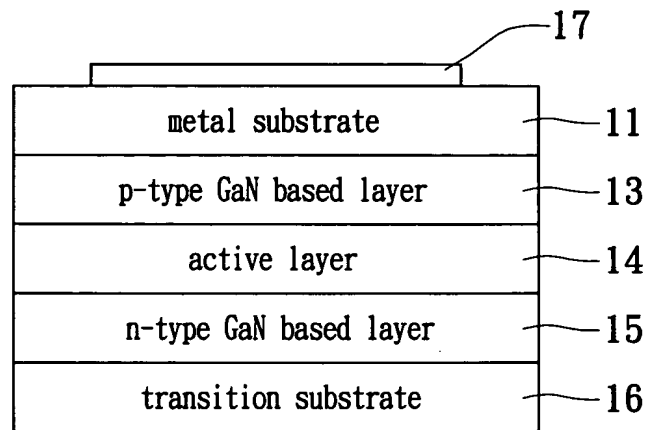 17
metal substrate 11
p-type GaN based layer 13
active layer 14
n-type GaN based layer 15
transition substrate 16